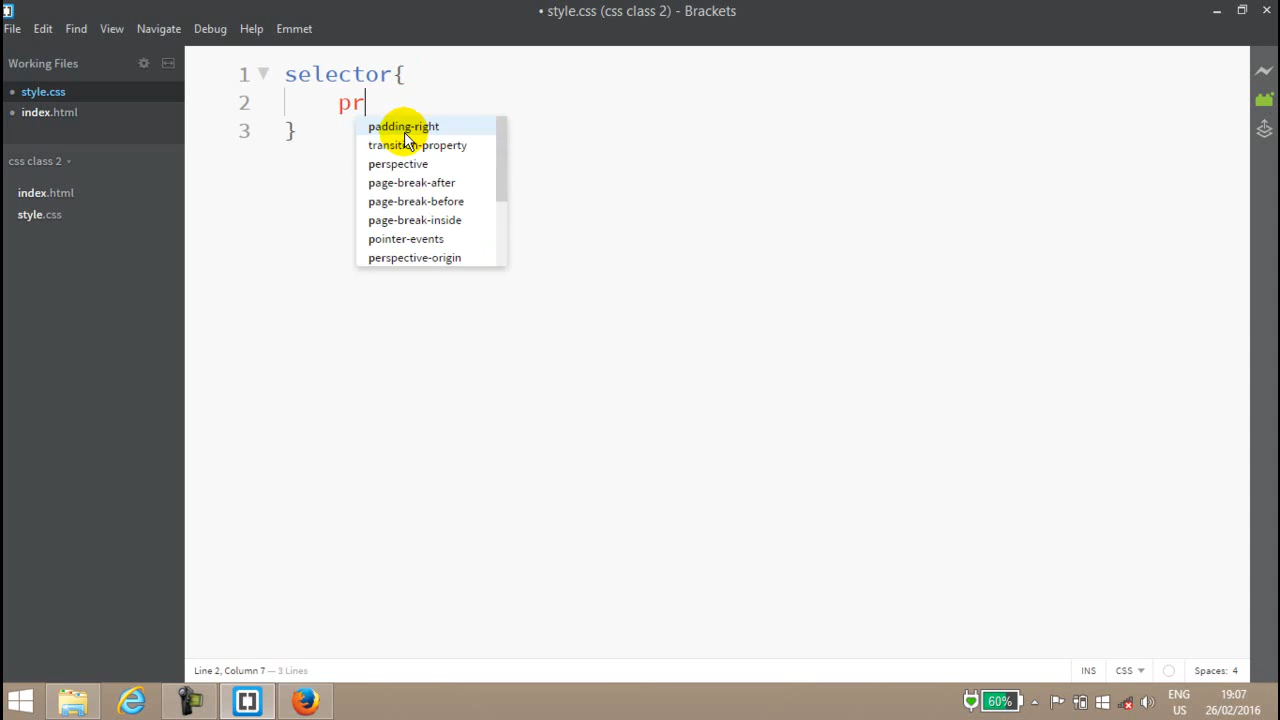 • style.css (css class 2) - Brackets
File Edit Find View Navigate Debug Help Emmet
Working Files
style.css
index.html
css class 2
index.html
style.css
1 selector{
2 pr
3 }
padding-right
transition-property
perspective
page-break-after
page-break-before
page-break-inside
pointer-events
perspective-origin
Line 2, Column 7 — 3 Lines
INS CSS Spaces: 4
60%
ENG
US
19:07
26/02/2016